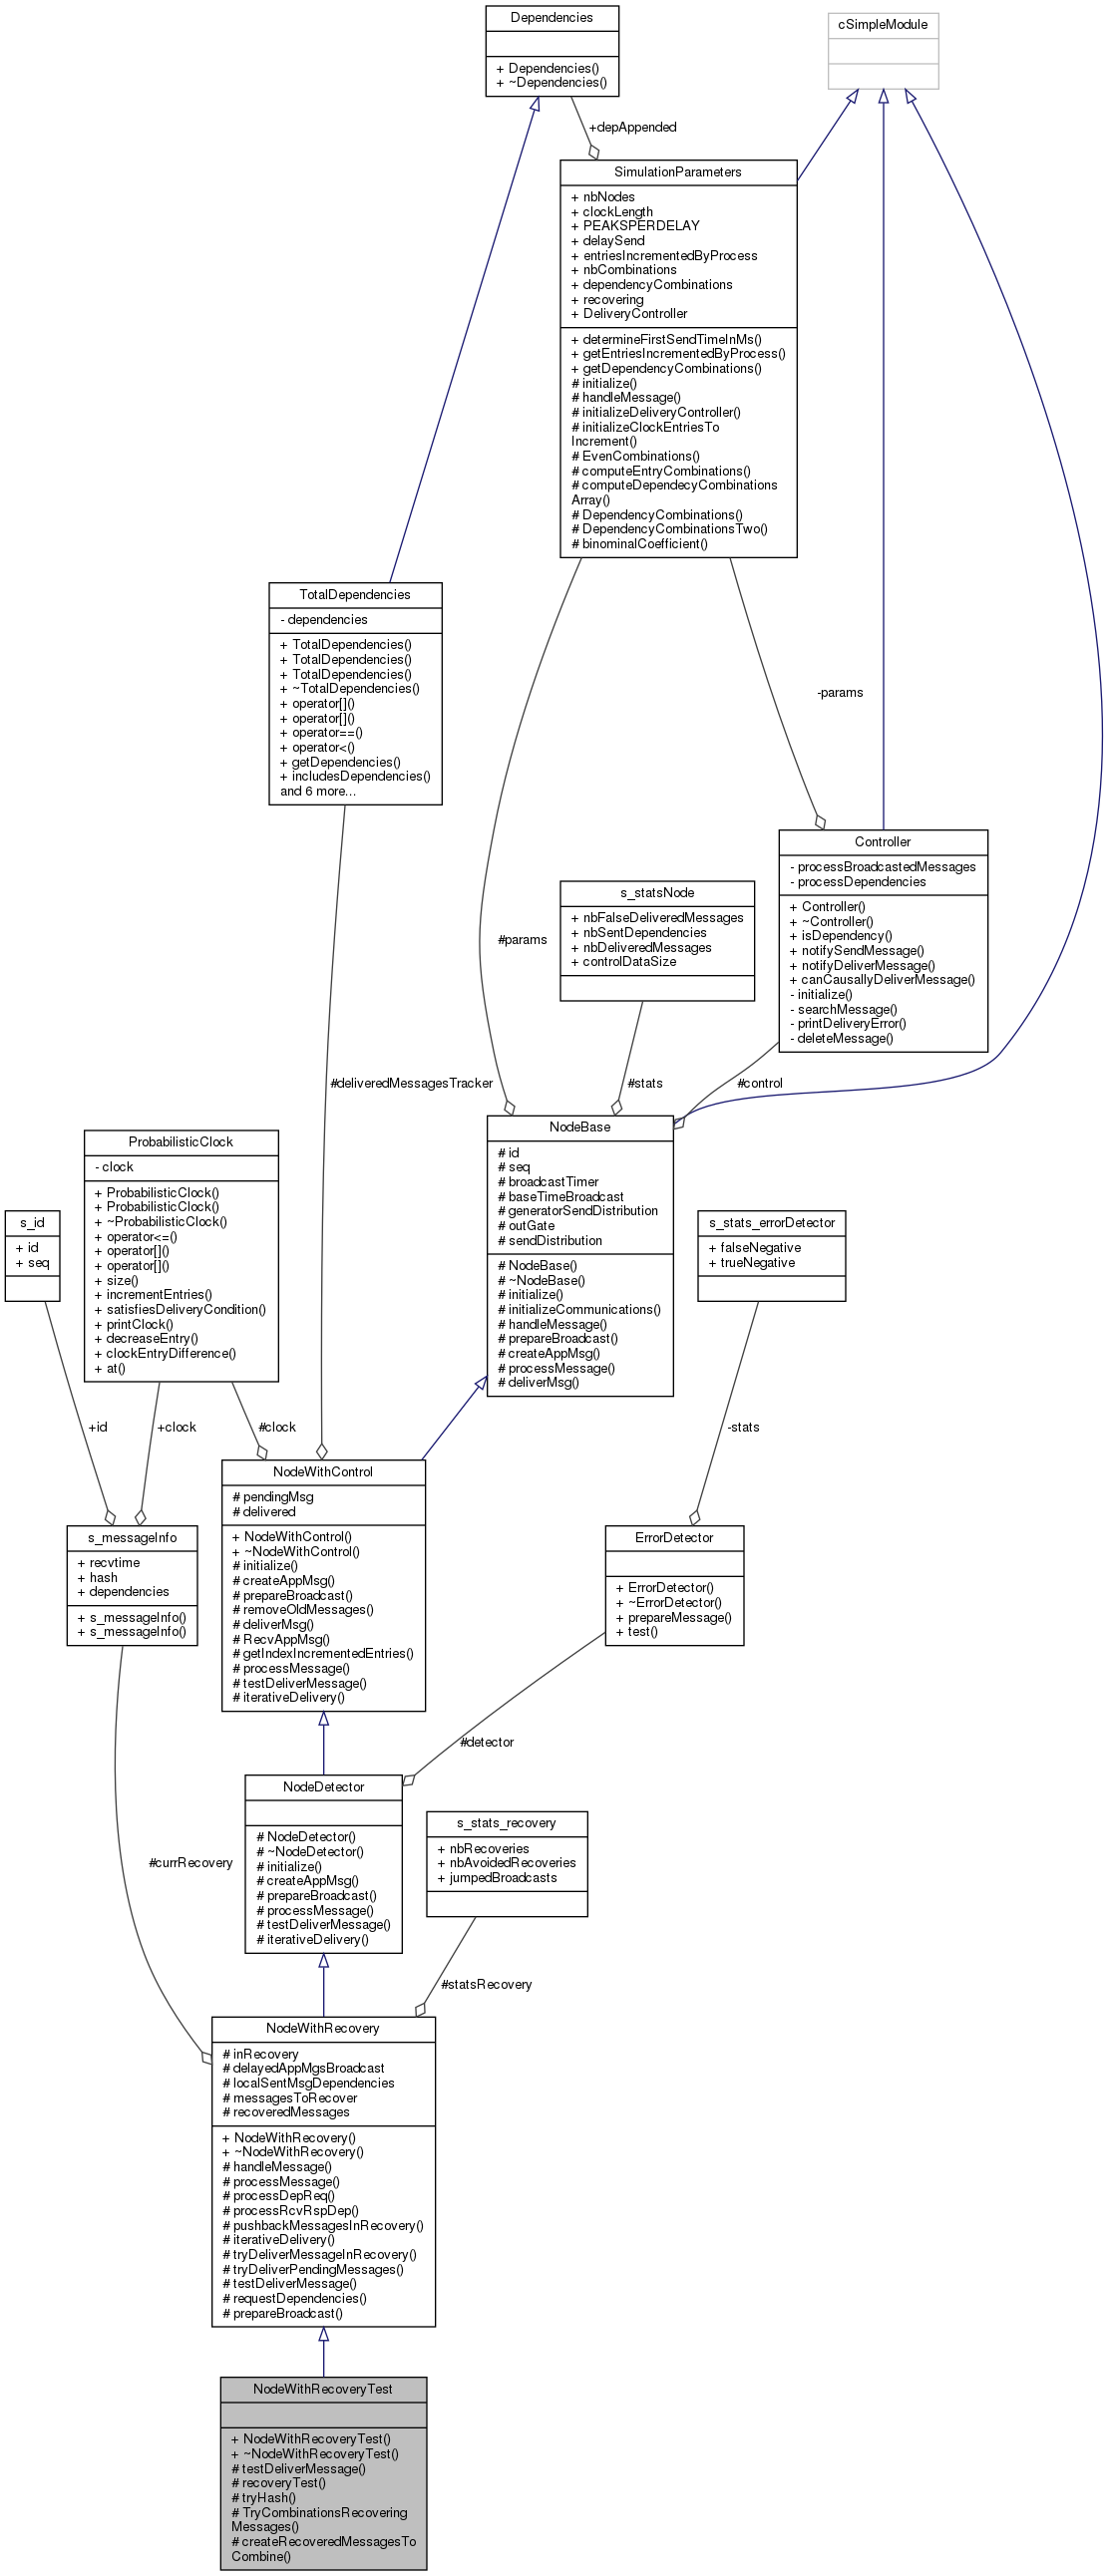 Dependencies
+ Dependencies()
+ ~Dependencies()
cSimpleModule
+depAppended
SimulationParameters
+ nbNodes
+ clockLength
+ PEAKSPERDELAY
+ delaySend
+ entriesIncrementedByProcess
+ nbCombinations
+ dependencyCombinations
+ recovering
+ DeliveryController
+ determineFirstSendTimeInMs()
+ getEntriesIncrementedByProcess()
+ getDependencyCombinations()
# initialize()
# handleMessage()
# initializeDeliveryController()
# initializeClockEntriesTo
Increment()
# EvenCombinations()
# computeEntryCombinations()
# computeDependecyCombinations
Array()
# DependencyCombinations()
# DependencyCombinationsTwo()
# binominalCoefficient()
TotalDependencies
- dependencies
+ TotalDependencies()
+ TotalDependencies()
+ TotalDependencies()
+ ~TotalDependencies()
+ operator[]()
+ operator[]()
+ operator==()
+ operator<()
+ getDependencies()
+ includesDependencies()
and 6 more...
-params
Controller
- processBroadcastedMessages
- processDependencies
+ Controller()
+ ~Controller()
+ isDependency()
+ notifySendMessage()
+ notifyDeliverMessage()
+ canCausallyDeliverMessage()
- initialize()
- searchMessage()
- printDeliveryError()
- deleteMessage()
s_statsNode
+ nbFalseDeliveredMessages
+ nbSentDependencies
+ nbDeliveredMessages
+ controlDataSize
#params
#deliveredMessagesTracker
#stats
#control
NodeBase
# id
# seq
# broadcastTimer
# baseTimeBroadcast
# generatorSendDistribution
# outGate
# sendDistribution
# NodeBase()
# ~NodeBase()
# initialize()
# initializeCommunications()
# handleMessage()
# prepareBroadcast()
# createAppMsg()
# processMessage()
# deliverMsg()
ProbabilisticClock
- clock
+ ProbabilisticClock()
+ ProbabilisticClock()
+ ~ProbabilisticClock()
+ operator<=()
+ operator[]()
+ operator[]()
+ size()
+ incrementEntries()
+ satisfiesDeliveryCondition()
+ printClock()
+ decreaseEntry()
+ clockEntryDifference()
+ at()
s_id
+ id
+ seq
s_stats_errorDetector
+ falseNegative
+ trueNegative
+id
+clock
#clock
-stats
NodeWithControl
# pendingMsg
# delivered
+ NodeWithControl()
+ ~NodeWithControl()
# initialize()
# createAppMsg()
# prepareBroadcast()
# removeOldMessages()
# deliverMsg()
# RecvAppMsg()
# getIndexIncrementedEntries()
# processMessage()
# testDeliverMessage()
# iterativeDelivery()
s_messageInfo
+ recvtime
+ hash
+ dependencies
+ s_messageInfo()
+ s_messageInfo()
ErrorDetector
+ ErrorDetector()
+ ~ErrorDetector()
+ prepareMessage()
+ test()
#detector
NodeDetector
# NodeDetector()
# ~NodeDetector()
# initialize()
# createAppMsg()
# prepareBroadcast()
# processMessage()
# testDeliverMessage()
# iterativeDelivery()
s_stats_recovery
+ nbRecoveries
+ nbAvoidedRecoveries
+ jumpedBroadcasts
#currRecovery
#statsRecovery
NodeWithRecovery
# inRecovery
# delayedAppMgsBroadcast
# localSentMsgDependencies
# messagesToRecover
# recoveredMessages
+ NodeWithRecovery()
+ ~NodeWithRecovery()
# handleMessage()
# processMessage()
# processDepReq()
# processRcvRspDep()
# pushbackMessagesInRecovery()
# iterativeDelivery()
# tryDeliverMessageInRecovery()
# tryDeliverPendingMessages()
# testDeliverMessage()
# requestDependencies()
# prepareBroadcast()
NodeWithRecoveryTest
+ NodeWithRecoveryTest()
+ ~NodeWithRecoveryTest()
# testDeliverMessage()
# recoveryTest()
# tryHash()
# TryCombinationsRecovering
Messages()
# createRecoveredMessagesTo
Combine()